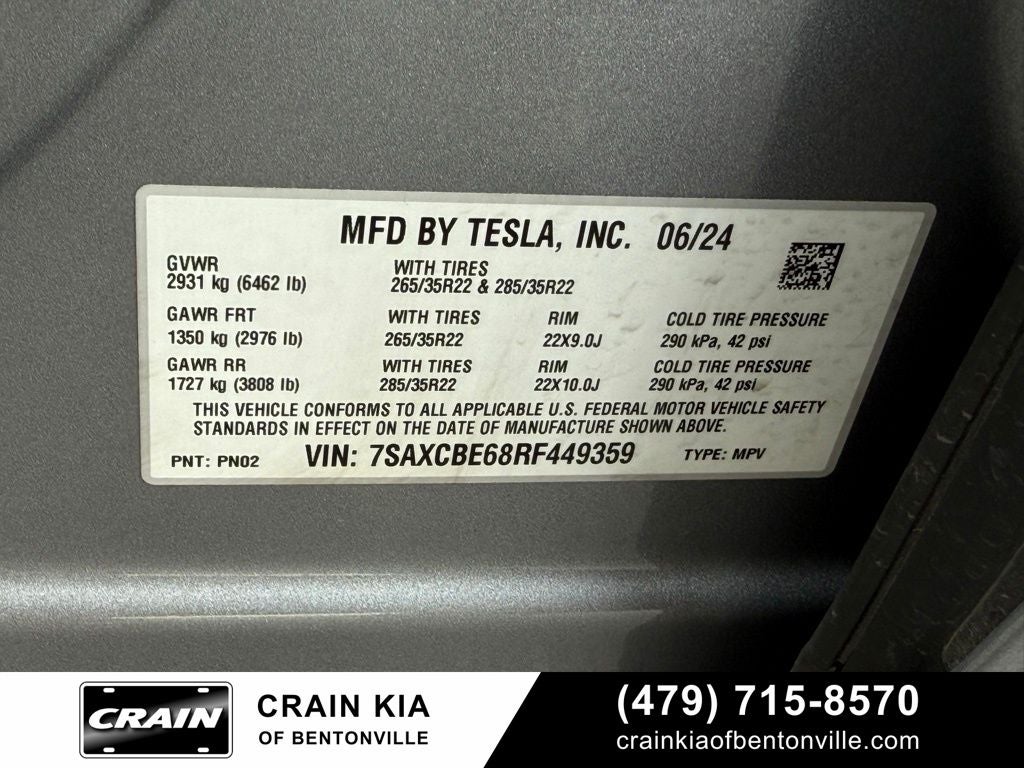 MFD BY TESLA, INC. 06/24
GVWR WITH TIRES
2931 kg (6462 lb) 265/35R22 & 285/35R22
GAWR FRT WITH TIRES RIM COLD TIRE PRESSURE
1350 kg (2976 lb) 265/35R22 22X9.0J 290 kPa, 42 psi
GAWR RR WITH TIRES RIM COLD TIRE PRESSURE
1727 kg (3808 lb) 285/35R22 22X10.0J 290 kPa, 42 psi
THIS VEHICLE CONFORMS TO ALL APPLICABLE U.S. FEDERAL MOTOR VEHICLE SAFETY
STANDARDS IN EFFECT ON THE DATE OF MANUFACTURE SHOWN ABOVE.
PNT: PN02 VIN: 7SAXCBE68RF449359 TYPE: MPV
CRAIN CRAIN KIA
OF BENTONVILLE
(479) 715-8570
crainkiaofbentonville.com